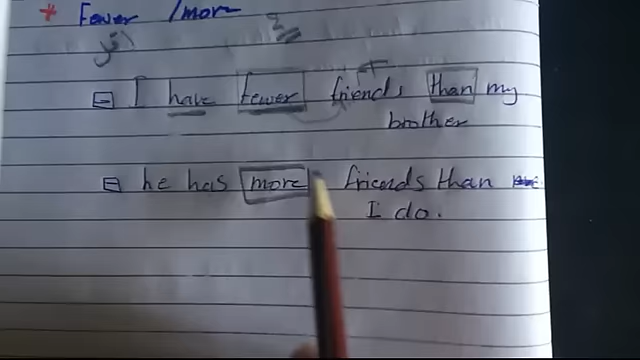 * Fewer / more
I have fewer friends than my
brother
he has more friends than
I do.